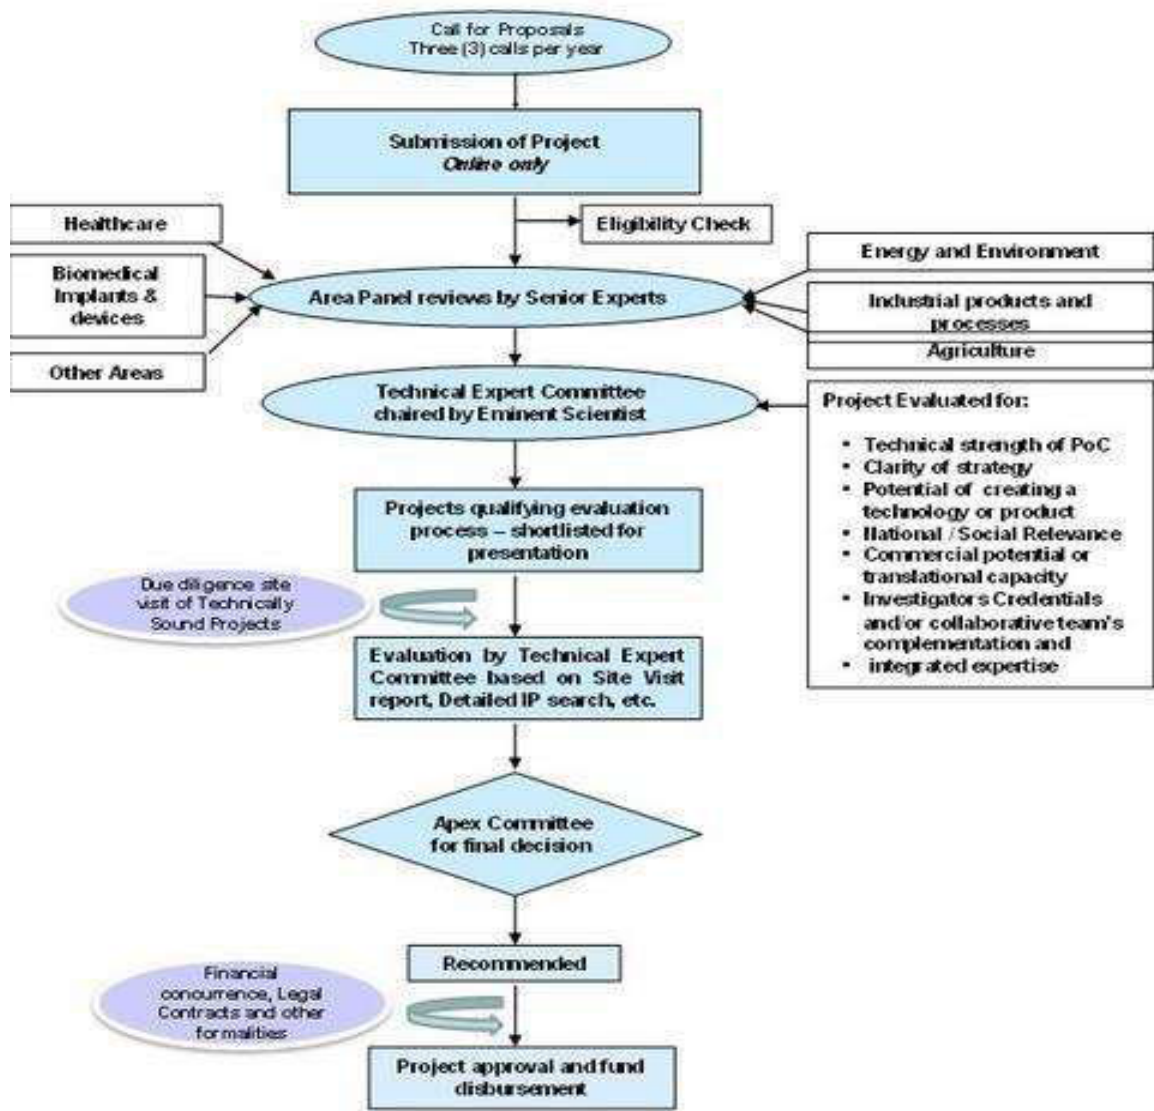 Call for Proposals
Three (3) calls per year
Submission of Project
Online only
Eligibility Check
Healthcare
Biomedical
Implants &
devices
Other Areas
Area Panel reviews by Senior Experts
Energy and Environment
Industrial products and
processes
Agriculture
Technical Expert Committee
chaired by Eminent Scientist
Project Evaluated for:
• Technical strength of PoC
• Clarity of strategy
• Potential of creating a
technology or product
• National / Social Relevance
• Commercial potential or
translational capacity
• Investigators Credentials
and/or collaborative team's
complementation and
• integrated expertise
Projects qualifying evaluation
process – shortlisted for
presentation
Due diligence site
visit of Technically
Sound Projects
Evaluation by Technical Expert
Committee based on Site Visit
report, Detailed IP search, etc.
Apex Committee
for final decision
Recommended
Financial
concurrence, Legal
Contracts and other
formalities
Project approval and fund
disbursement